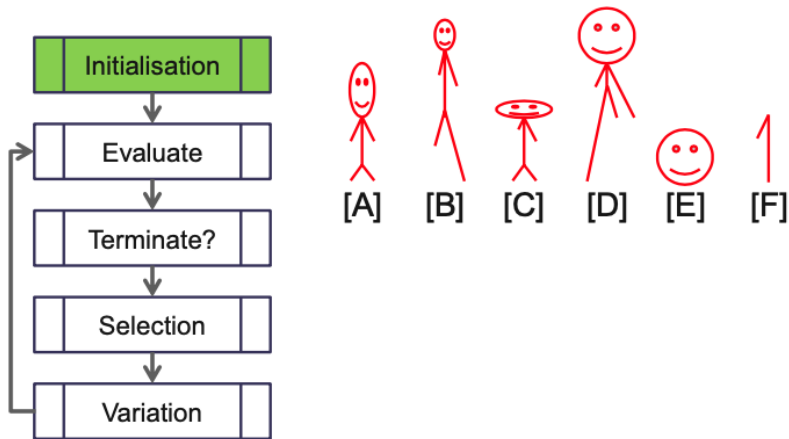 Initialisation
Evaluate
Terminate?
Selection
Variation
[A] [B] [C] [D] [E] [F]